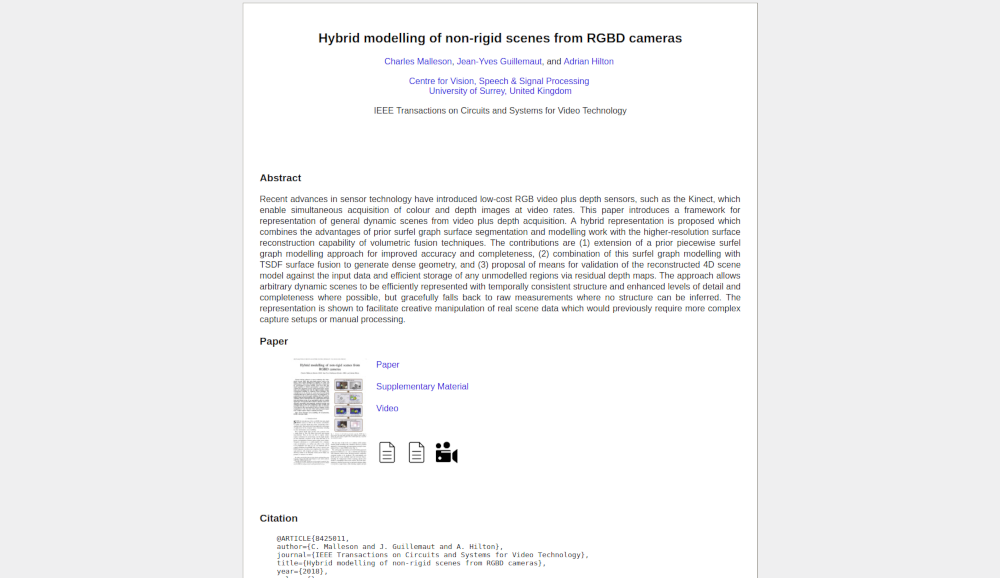 Hybrid modelling of non-rigid scenes from RGBD cameras
Charles Malleson, Jean-Yves Guillemaut, and Adrian Hilton
Centre for Vision, Speech & Signal Processing
University of Surrey, United Kingdom
IEEE Transactions on Circuits and Systems for Video Technology
Abstract
Recent advances in sensor technology have introduced low-cost RGB video plus depth sensors, such as the Kinect, which
enable simultaneous acquisition of colour and depth images at video rates. This paper introduces a framework for
representation of general dynamic scenes from video plus depth acquisition. A hybrid representation is proposed which
combines the advantages of prior surfel graph surface segmentation and modelling work with the higher-resolution surface
reconstruction capability of volumetric fusion techniques. The contributions are (1) extension of a prior piecewise surfel
graph modelling approach for improved accuracy and completeness, (2) combination of this surfel graph modelling with
TSDF surface fusion to generate dense geometry, and (3) proposal of means for validation of the reconstructed 4D scene
model against the input data and efficient storage of any unmodelled regions via residual depth maps. The approach allows
arbitrary dynamic scenes to be efficiently represented with temporally consistent structure and enhanced levels of detail and
completeness where possible, but gracefully falls back to raw measurements where no structure can be inferred. The
representation is shown to facilitate creative manipulation of real scene data which would previously require more complex
capture setups or manual processing.
Paper
Hybrid modelling of non-rigid scenes from
RGBD cameras
Paper
Supplementary Material
Video
Citation
@ARTICLE{8425011,
author={C. Malleson and J. Guillemaut and A. Hilton},
journal={IEEE Transactions on Circuits and Systems for Video Technology},
title={Hybrid modelling of non-rigid scenes from RGBD cameras},
year={2018},